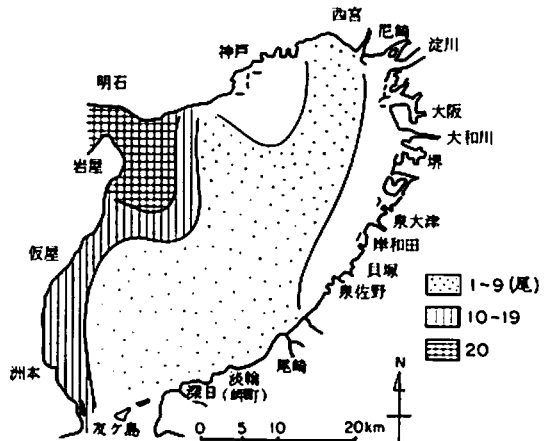 西宮
尼崎
淀川
神戸
明石
大阪
大和川
岩屋
堺
泉大津
仮屋
岸和田
貝塚
泉佐野
1~9(尾)
10-19
20
尾崎
洲本
淡輪
深日(岬町)
友ケ島
N
0 5 10 20km